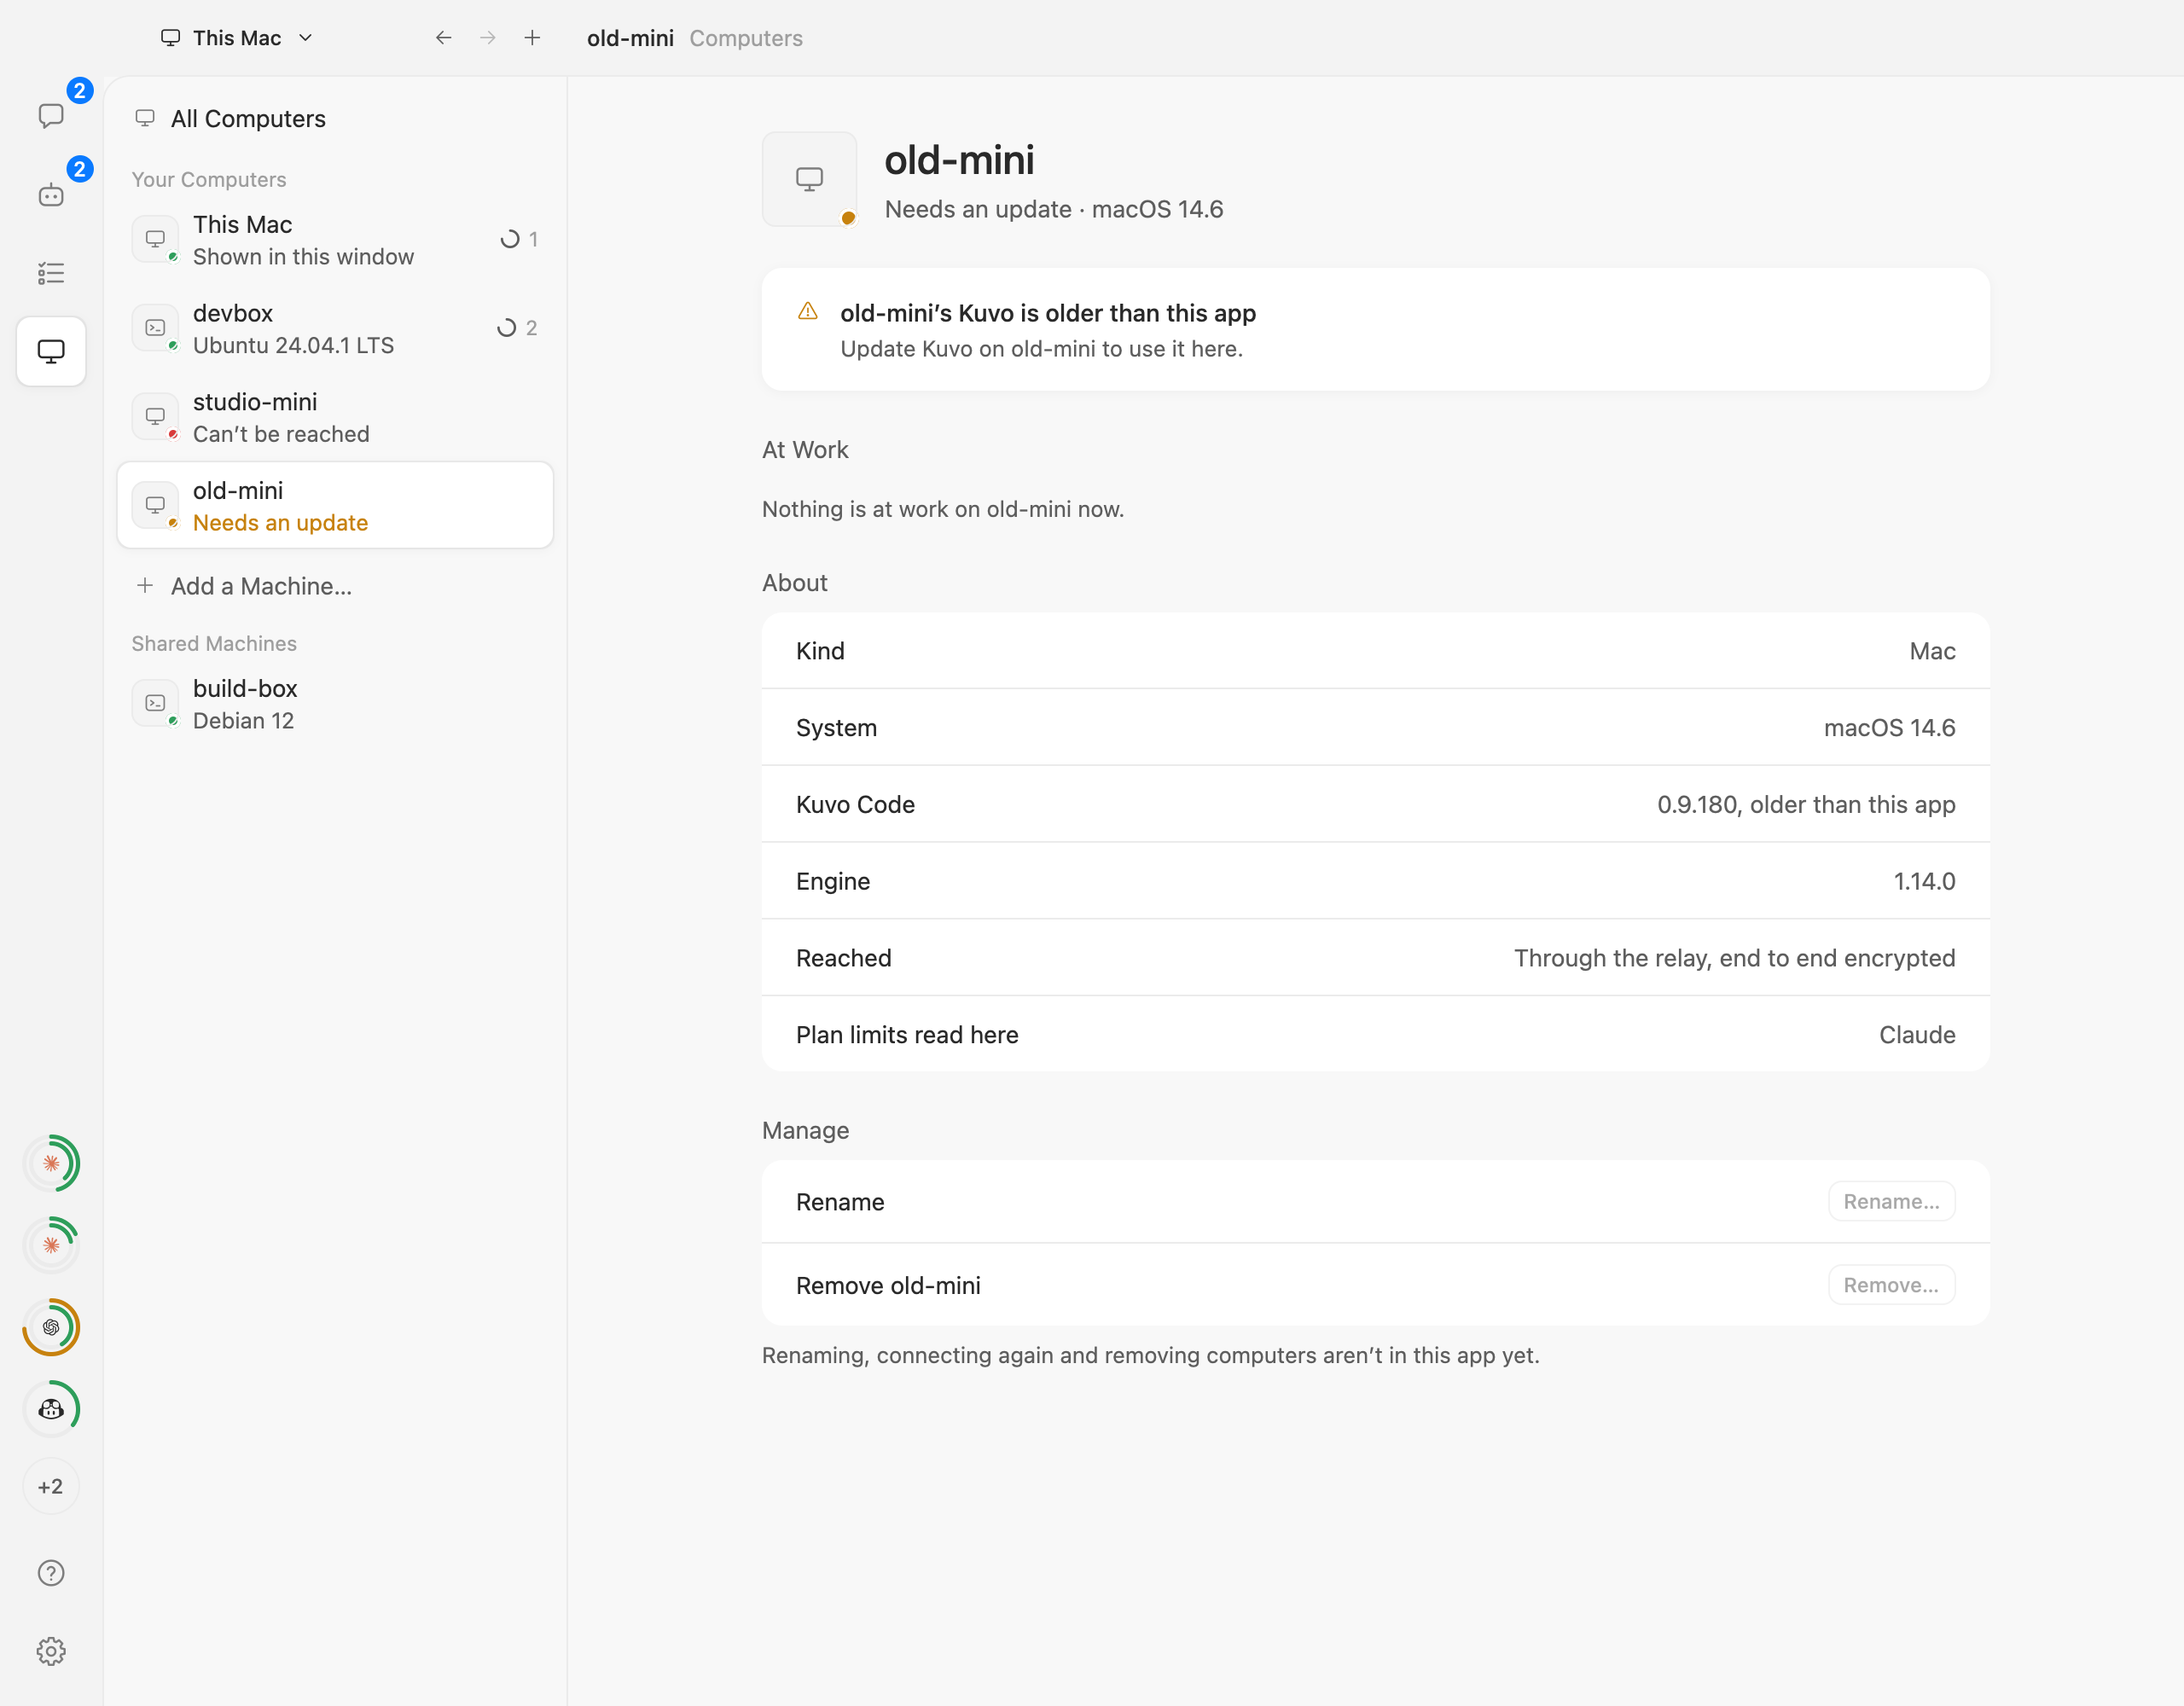 This Mac
old-mini Computers
2
2
All Computers
Your Computers
This Mac
Shown in this window
1
devbox
Ubuntu 24.04.1 LTS
2
studio-mini
Can’t be reached
old-mini
Needs an update
Add a Machine…
Shared Machines
build-box
Debian 12
+2
old-mini
Needs an update · macOS 14.6
old-mini’s Kuvo is older than this app
Update Kuvo on old-mini to use it here.
At Work
Nothing is at work on old-mini now.
About
Kind Mac
System macOS 14.6
Kuvo Code 0.9.180, older than this app
Engine 1.14.0
Reached Through the relay, end to end encrypted
Plan limits read here Claude
Manage
Rename Rename…
Remove old-mini Remove…
Renaming, connecting again and removing computers aren’t in this app yet.